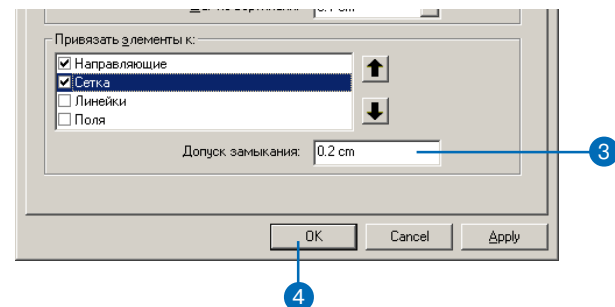 Привязать элементы к:
Направляющие
Сетка
Линейки
Поля
Допуск замыкания: 0.2 cm
3
OK Cancel Apply
4